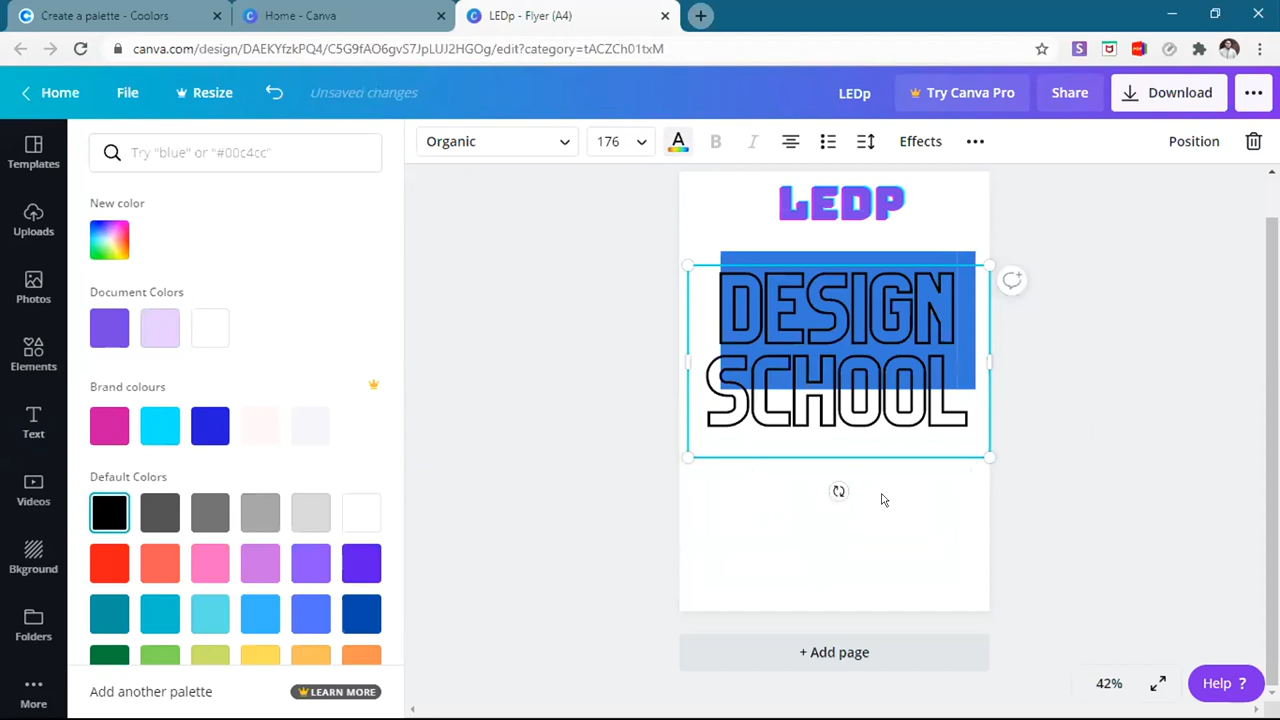 Create a palette - Coolors
Home - Canva
LEDp - Flyer (A4)
canva.com/design/DAEKYfzkPQ4/C5G9fAO6gvS7JpLUJ2HGOg/edit?category=tACZCh01txM
Home
File
Resize
Unsaved changes
LEDp
Try Canva Pro
Share
Download
Templates
Uploads
Photos
Elements
Text
Videos
Bkground
Folders
More
Try "blue" or "#00c4cc"
New color
Document Colors
Brand colours
Default Colors
Add another palette
LEARN MORE
Organic
176
A
B
I
Effects
Position
LEDP
DESIGN
SCHOOL
+ Add page
42%
Help ?